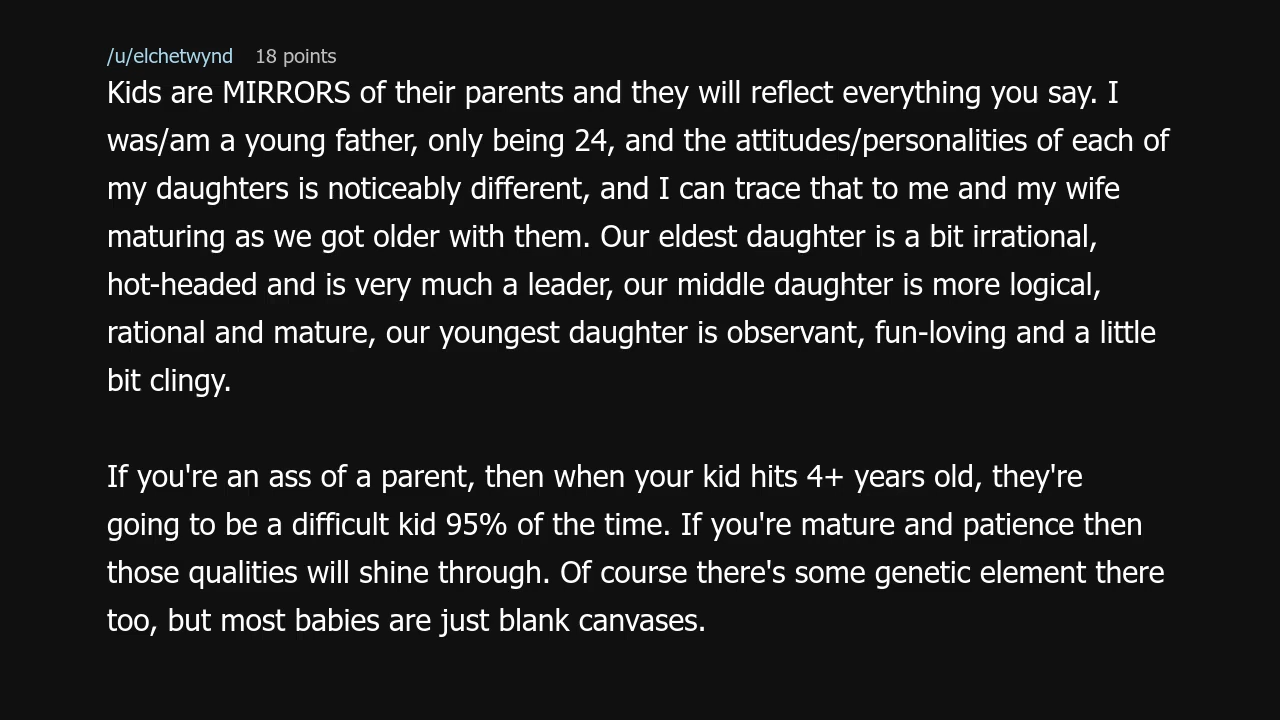 /u/elchetwynd 18 points
Kids are MIRRORS of their parents and they will reflect everything you say. I
was/am a young father, only being 24, and the attitudes/personalities of each of
my daughters is noticeably different, and I can trace that to me and my wife
maturing as we got older with them. Our eldest daughter is a bit irrational,
hot-headed and is very much a leader, our middle daughter is more logical,
rational and mature, our youngest daughter is observant, fun-loving and a little
bit clingy.
If you're an ass of a parent, then when your kid hits 4+ years old, they're
going to be a difficult kid 95% of the time. If you're mature and patience then
those qualities will shine through. Of course there's some genetic element there
too, but most babies are just blank canvases.